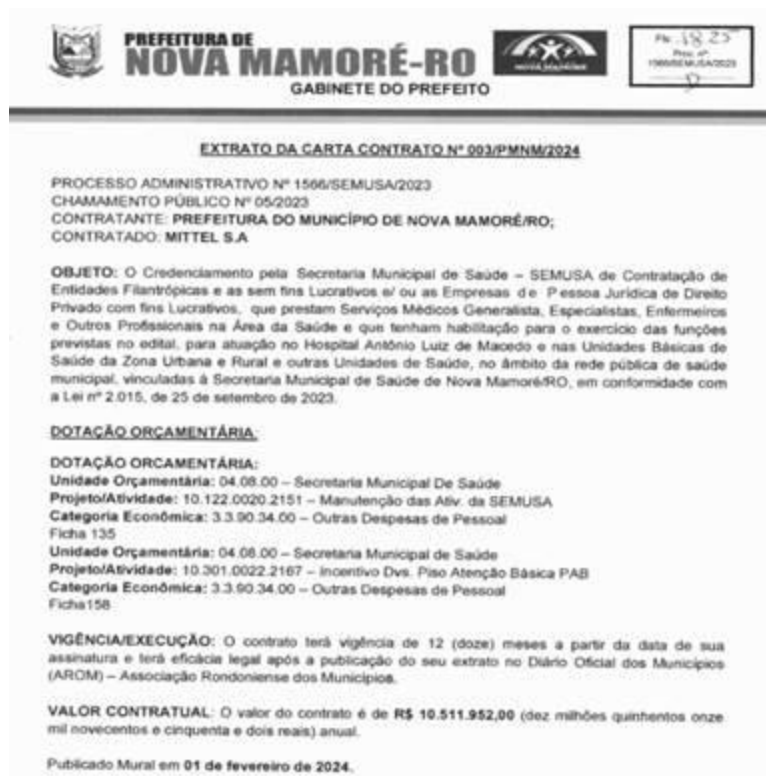 PREFEITURA DE
NOVA MAMORÉ-RO
GABINETE DO PREFEITO
NOVA MAMORÉ
Proc. nº
1566/SEMUSA/2023
EXTRATO DA CARTA CONTRATO Nº 003/PMNM/2024
PROCESSO ADMINISTRATIVO Nº 1566/SEMUSA/2023
CHAMAMENTO PÚBLICO Nº 05/2023
CONTRATANTE: PREFEITURA DO MUNICÍPIO DE NOVA MAMORÉ/RO;
CONTRATADO: MITTEL S.A
OBJETO: O Credenciamento pela Secretaria Municipal de Saúde – SEMUSA de Contratação de
Entidades Filantrópicas e as sem fins Lucrativos e/ ou as Empresas de Pessoa Jurídica de Direito
Privado com fins Lucrativos, que prestam Serviços Médicos Generalista, Especialistas, Enfermeiros
e Outros Profissionais na Área da Saúde e que tenham habilitação para o exercício das funções
previstas no edital, para atuação no Hospital Antônio Luiz de Macedo e nas Unidades Básicas de
Saúde da Zona Urbana e Rural e outras Unidades de Saúde, no âmbito da rede pública de saúde
municipal, vinculadas á Secretaria Municipal de Saúde de Nova Mamoré/RO, em conformidade com
a Lei nº 2.015, de 25 de setembro de 2023.
DOTAÇÃO ORÇAMENTÁRIA:
DOTAÇÃO ORCAMENTÁRIA:
Unidade Orçamentária: 04.08.00 – Secretaria Municipal De Saúde
Projeto/Atividade: 10.122.0020.2151 – Manutenção das Ativ. da SEMUSA
Categoria Econômica: 3.3.90.34.00 – Outras Despesas de Pessoal
Ficha 135
Unidade Orçamentária: 04.08.00 – Secretaria Municipal de Saúde
Projeto/Atividade: 10.301.0022.2167 – Incentivo Dvs. Piso Atenção Básica PAB
Categoria Econômica: 3.3.90.34.00 – Outras Despesas de Pessoal
Ficha158
VIGÊNCIA/EXECUÇÃO: O contrato terá vigência de 12 (doze) meses a partir da data de sua
assinatura e terá eficácia legal após a publicação do seu extrato no Diário Oficial dos Municípios
(AROM) – Associação Rondoniense dos Municípios.
VALOR CONTRATUAL: O valor do contrato é de R$ 10.511.952,00 (dez milhões quinhentos onze
mil novecentos e cinquenta e dois reais) anual.
Publicado Mural em 01 de fevereiro de 2024.